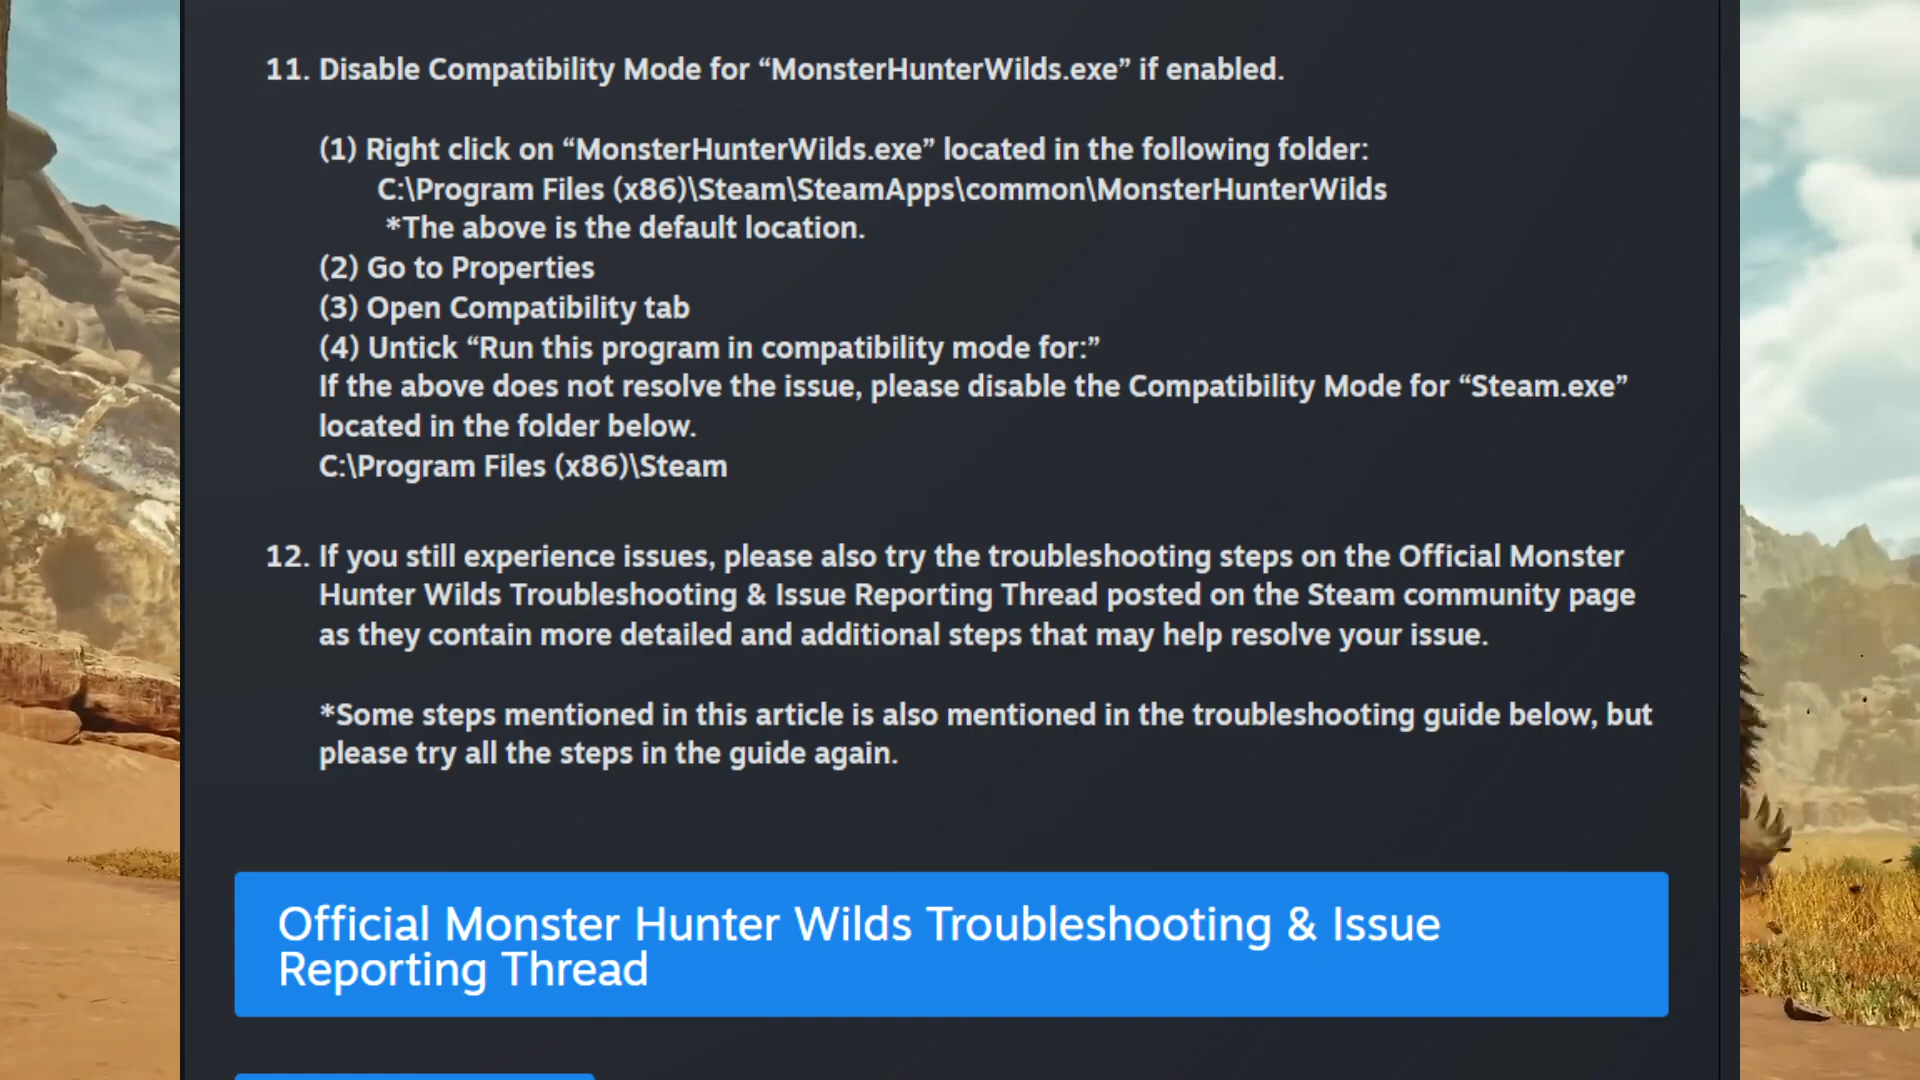 11. Disable Compatibility Mode for “MonsterHunterWilds.exe” if enabled.
(1) Right click on “MonsterHunterWilds.exe” located in the following folder:
C:\Program Files (x86)\Steam\SteamApps\common\MonsterHunterWilds
*The above is the default location.
(2) Go to Properties
(3) Open Compatibility tab
(4) Untick “Run this program in compatibility mode for:”
If the above does not resolve the issue, please disable the Compatibility Mode for “Steam.exe”
located in the folder below.
C:\Program Files (x86)\Steam
12. If you still experience issues, please also try the troubleshooting steps on the Official Monster
Hunter Wilds Troubleshooting & Issue Reporting Thread posted on the Steam community page
as they contain more detailed and additional steps that may help resolve your issue.
*Some steps mentioned in this article is also mentioned in the troubleshooting guide below, but
please try all the steps in the guide again.
Official Monster Hunter Wilds Troubleshooting & Issue
Reporting Thread